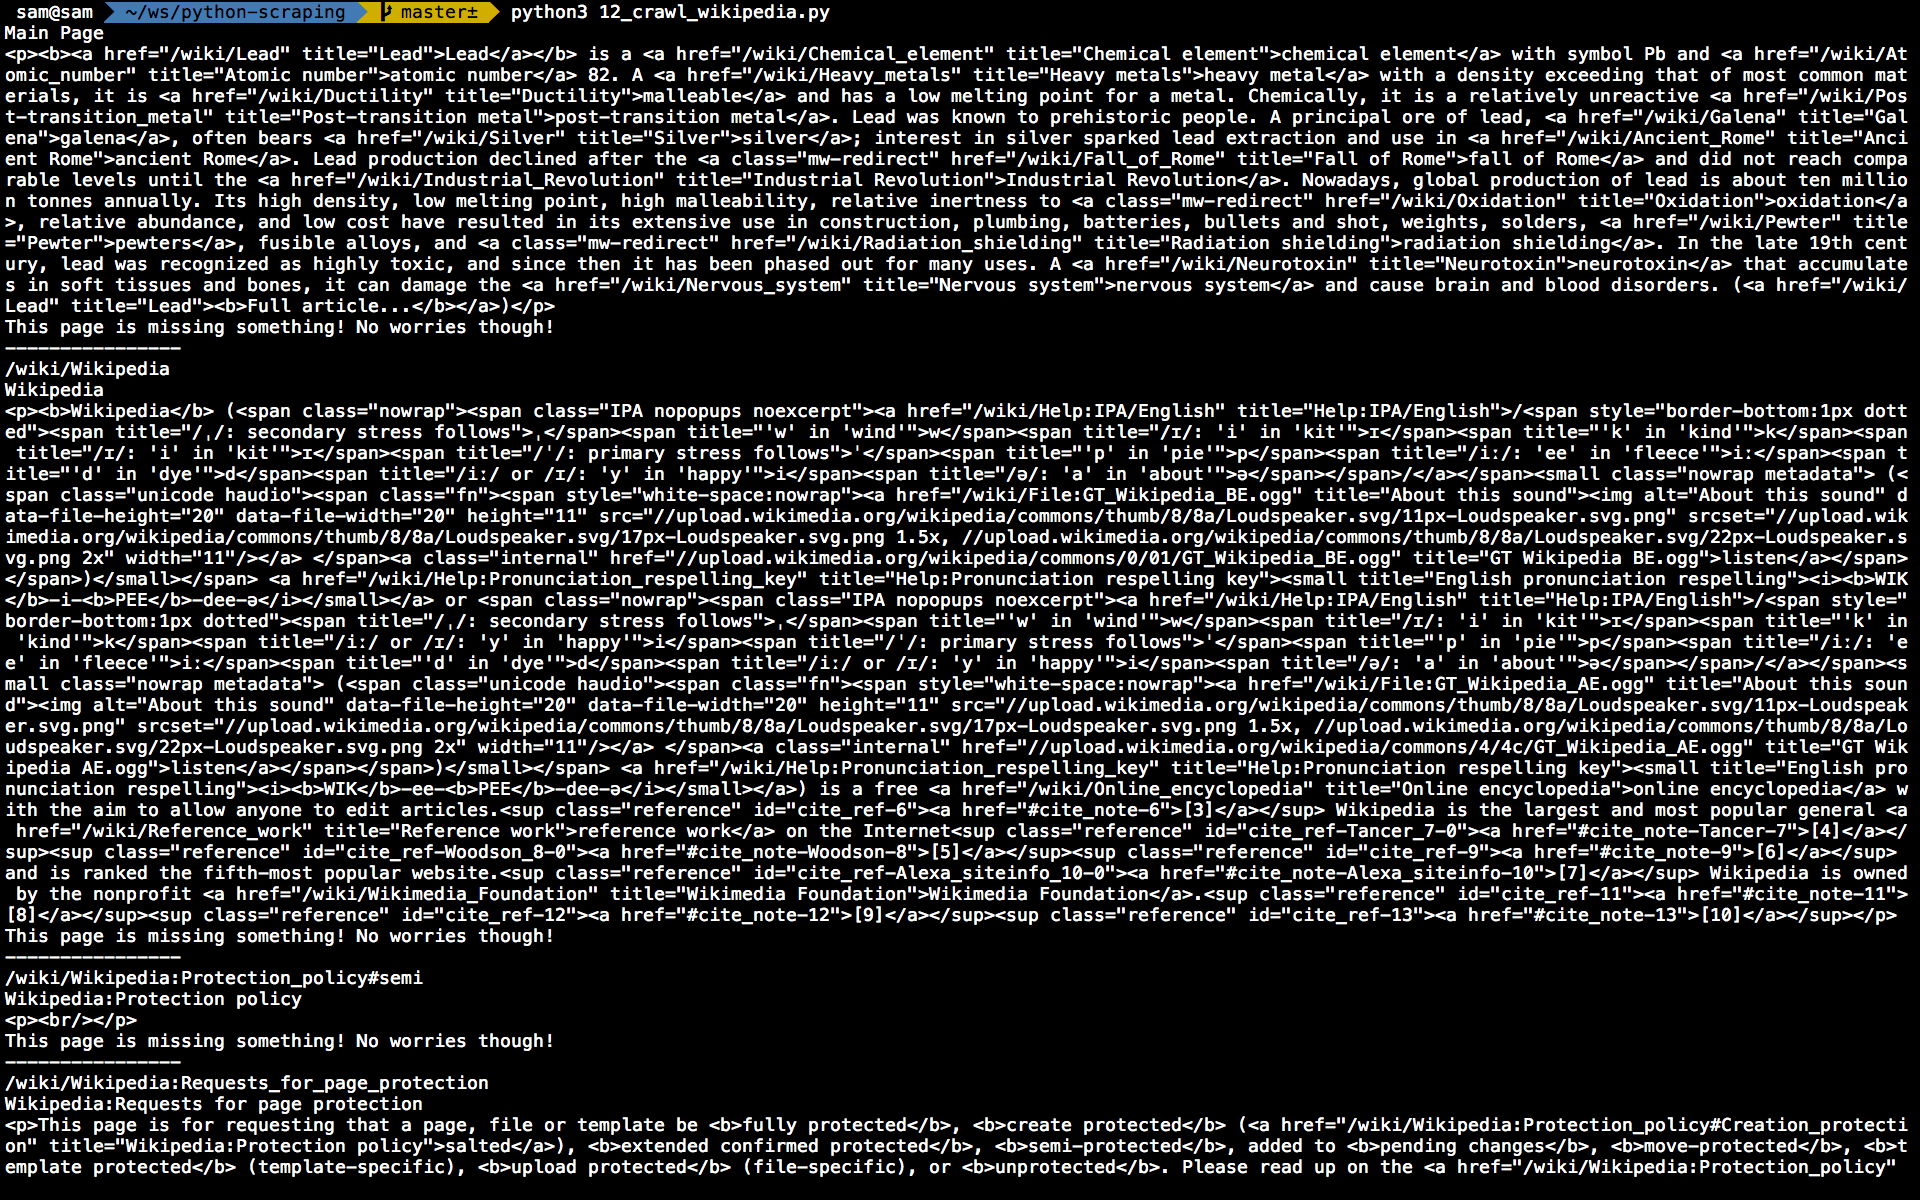 sam@sam ~/ws/python-scraping master± python3 12_crawl_wikipedia.py
Main Page
<p><b><a href="/wiki/Lead" title="Lead">Lead</a></b> is a <a href="/wiki/Chemical_element" title="Chemical element">chemical element</a> with symbol Pb and <a href="/wiki/At
omic_number" title="Atomic number">atomic number</a> 82. A <a href="/wiki/Heavy_metals" title="Heavy metals">heavy metal</a> with a density exceeding that of most common mat
erials, it is <a href="/wiki/Ductility" title="Ductility">malleable</a> and has a low melting point for a metal. Chemically, it is a relatively unreactive <a href="/wiki/Pos
t-transition_metal" title="Post-transition metal">post-transition metal</a>. Lead was known to prehistoric people. A principal ore of lead, <a href="/wiki/Galena" title="Gal
ena">galena</a>, often bears <a href="/wiki/Silver" title="Silver">silver</a>; interest in silver sparked lead extraction and use in <a href="/wiki/Ancient_Rome" title="Anci
ent Rome">ancient Rome</a>. Lead production declined after the <a class="mw-redirect" href="/wiki/Fall_of_Rome" title="Fall of Rome">fall of Rome</a> and did not reach compa
rable levels until the <a href="/wiki/Industrial_Revolution" title="Industrial Revolution">Industrial Revolution</a>. Nowadays, global production of lead is about ten millio
n tonnes annually. Its high density, low melting point, high malleability, relative inertness to <a class="mw-redirect" href="/wiki/Oxidation" title="Oxidation">oxidation</a
>, relative abundance, and low cost have resulted in its extensive use in construction, plumbing, batteries, bullets and shot, weights, solders, <a href="/wiki/Pewter" title
="Pewter">pewters</a>, fusible alloys, and <a class="mw-redirect" href="/wiki/Radiation_shielding" title="Radiation shielding">radiation shielding</a>. In the late 19th cent
ury, lead was recognized as highly toxic, and since then it has been phased out for many uses. A <a href="/wiki/Neurotoxin" title="Neurotoxin">neurotoxin</a> that accumulate
s in soft tissues and bones, it can damage the <a href="/wiki/Nervous_system" title="Nervous system">nervous system</a> and cause brain and blood disorders. (<a href="/wiki/
Lead" title="Lead"><b>Full article...</b></a>)</p>
This page is missing something! No worries though!
----------------
/wiki/Wikipedia
Wikipedia
<p><b>Wikipedia</b> (<span class="nowrap"><span class="IPA nopopups noexcerpt"><a href="/wiki/Help:IPA/English" title="Help:IPA/English">/<span style="border-bottom:1px dott
ed"><span title="/ˌ/: secondary stress follows">ˌ</span><span title="'w' in 'wind'">w</span><span title="/ɪ/: 'i' in 'kit'">ɪ</span><span title="'k' in 'kind'">k</span><span
 title="/ɪ/: 'i' in 'kit'">ɪ</span><span title="/ˈ/: primary stress follows">ˈ</span><span title="'p' in 'pie'">p</span><span title="/iː/: 'ee' in 'fleece'">iː</span><span t
itle="'d' in 'dye'">d</span><span title="/iː/ or /ɪ/: 'y' in 'happy'">i</span><span title="/ə/: 'a' in 'about'">ə</span></span>/</a></span><small class="nowrap metadata"> (<
span class="unicode haudio"><span class="fn"><span style="white-space:nowrap"><a href="/wiki/File:GT_Wikipedia_BE.ogg" title="About this sound"><img alt="About this sound" d
ata-file-height="20" data-file-width="20" height="11" src="//upload.wikimedia.org/wikipedia/commons/thumb/8/8a/Loudspeaker.svg/11px-Loudspeaker.svg.png" srcset="//upload.wik
imedia.org/wikipedia/commons/thumb/8/8a/Loudspeaker.svg/17px-Loudspeaker.svg.png 1.5x, //upload.wikimedia.org/wikipedia/commons/thumb/8/8a/Loudspeaker.svg/22px-Loudspeaker.s
vg.png 2x" width="11"/></a> </span><a class="internal" href="//upload.wikimedia.org/wikipedia/commons/0/01/GT_Wikipedia_BE.ogg" title="GT Wikipedia BE.ogg">listen</a></span>
</span>)</small></span> <a href="/wiki/Help:Pronunciation_respelling_key" title="Help:Pronunciation respelling key"><small title="English pronunciation respelling"><i><b>WIK
</b>-i-<b>PEE</b>-dee-ə</i></small></a> or <span class="nowrap"><span class="IPA nopopups noexcerpt"><a href="/wiki/Help:IPA/English" title="Help:IPA/English">/<span style="
border-bottom:1px dotted"><span title="/ˌ/: secondary stress follows">ˌ</span><span title="'w' in 'wind'">w</span><span title="/ɪ/: 'i' in 'kit'">ɪ</span><span title="'k' in
 'kind'">k</span><span title="/iː/ or /ɪ/: 'y' in 'happy'">i</span><span title="/ˈ/: primary stress follows">ˈ</span><span title="'p' in 'pie'">p</span><span title="/iː/: 'e
e' in 'fleece'">iː</span><span title="'d' in 'dye'">d</span><span title="/iː/ or /ɪ/: 'y' in 'happy'">i</span><span title="/ə/: 'a' in 'about'">ə</span></span>/</a></span><s
mall class="nowrap metadata"> (<span class="unicode haudio"><span class="fn"><span style="white-space:nowrap"><a href="/wiki/File:GT_Wikipedia_AE.ogg" title="About this soun
d"><img alt="About this sound" data-file-height="20" data-file-width="20" height="11" src="//upload.wikimedia.org/wikipedia/commons/thumb/8/8a/Loudspeaker.svg/11px-Loudspeak
er.svg.png" srcset="//upload.wikimedia.org/wikipedia/commons/thumb/8/8a/Loudspeaker.svg/17px-Loudspeaker.svg.png 1.5x, //upload.wikimedia.org/wikipedia/commons/thumb/8/8a/Lo
udspeaker.svg/22px-Loudspeaker.svg.png 2x" width="11"/></a> </span><a class="internal" href="//upload.wikimedia.org/wikipedia/commons/4/4c/GT_Wikipedia_AE.ogg" title="GT Wik
ipedia AE.ogg">listen</a></span></span>)</small></span> <a href="/wiki/Help:Pronunciation_respelling_key" title="Help:Pronunciation respelling key"><small title="English pro
nunciation respelling"><i><b>WIK</b>-ee-<b>PEE</b>-dee-ə</i></small></a>) is a free <a href="/wiki/Online_encyclopedia" title="Online encyclopedia">online encyclopedia</a> w
ith the aim to allow anyone to edit articles.<sup class="reference" id="cite_ref-6"><a href="#cite_note-6">[3]</a></sup> Wikipedia is the largest and most popular general <a
 href="/wiki/Reference_work" title="Reference work">reference work</a> on the Internet<sup class="reference" id="cite_ref-Tancer_7-0"><a href="#cite_note-Tancer-7">[4]</a></
sup><sup class="reference" id="cite_ref-Woodson_8-0"><a href="#cite_note-Woodson-8">[5]</a></sup><sup class="reference" id="cite_ref-9"><a href="#cite_note-9">[6]</a></sup>
and is ranked the fifth-most popular website.<sup class="reference" id="cite_ref-Alexa_siteinfo_10-0"><a href="#cite_note-Alexa_siteinfo-10">[7]</a></sup> Wikipedia is owned
 by the nonprofit <a href="/wiki/Wikimedia_Foundation" title="Wikimedia Foundation">Wikimedia Foundation</a>.<sup class="reference" id="cite_ref-11"><a href="#cite_note-11">
[8]</a></sup><sup class="reference" id="cite_ref-12"><a href="#cite_note-12">[9]</a></sup><sup class="reference" id="cite_ref-13"><a href="#cite_note-13">[10]</a></sup></p>
This page is missing something! No worries though!
----------------
/wiki/Wikipedia:Protection_policy#semi
Wikipedia:Protection policy
<p><br/></p>
This page is missing something! No worries though!
----------------
/wiki/Wikipedia:Requests_for_page_protection
Wikipedia:Requests for page protection
<p>This page is for requesting that a page, file or template be <b>fully protected</b>, <b>create protected</b> (<a href="/wiki/Wikipedia:Protection_policy#Creation_protecti
on" title="Wikipedia:Protection policy">salted</a>), <b>extended confirmed protected</b>, <b>semi-protected</b>, added to <b>pending changes</b>, <b>move-protected</b>, <b>t
emplate protected</b> (template-specific), <b>upload protected</b> (file-specific), or <b>unprotected</b>. Please read up on the <a href="/wiki/Wikipedia:Protection_policy"